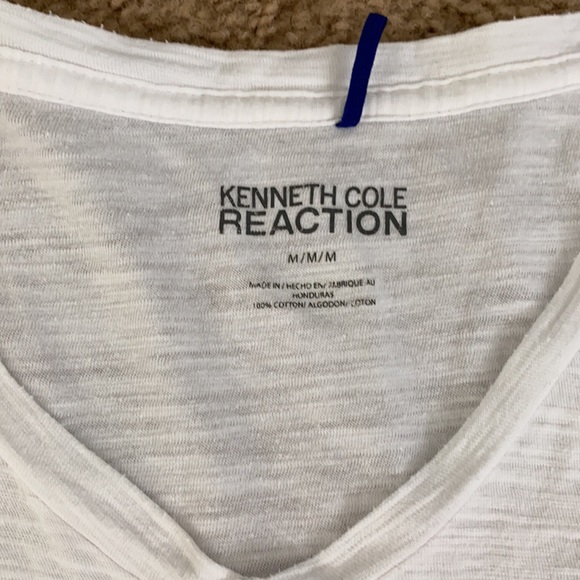 KENNETH COLE
REACTION
M/M/M
MADE IN / HECHO EN/ FABRIQUE AU
HONDURAS
100% COTTON/ ALGODON/ COTON